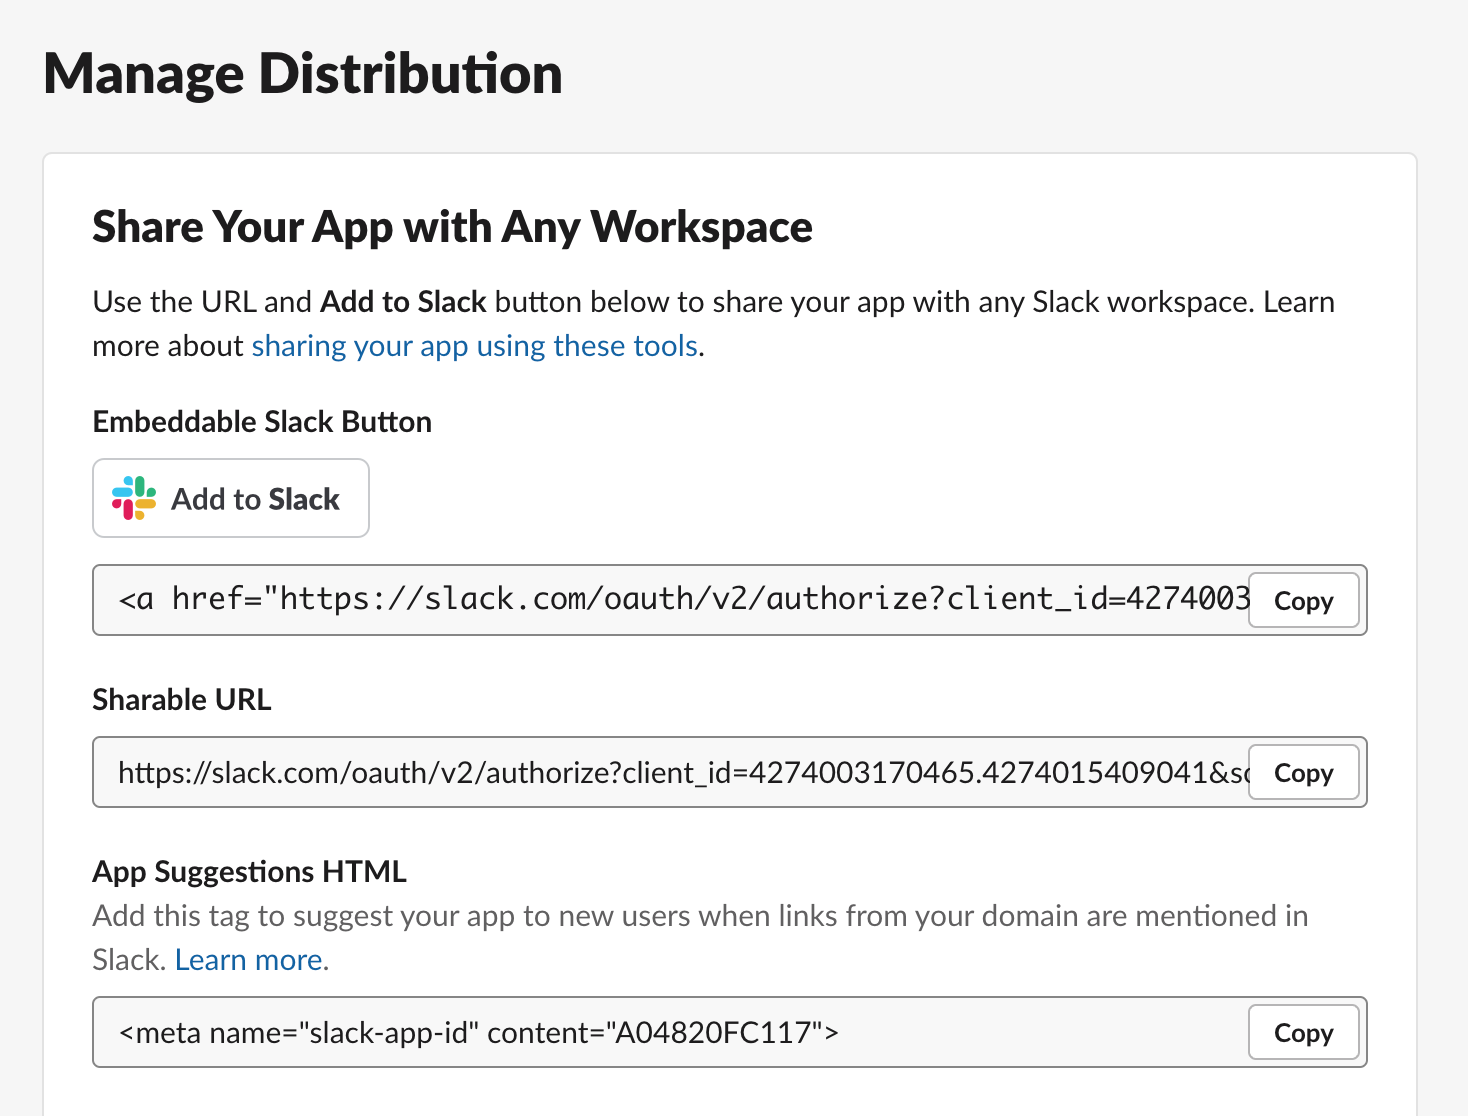 Manage Distribution
Share Your App with Any Workspace
Use the URL and Add to Slack button below to share your app with any Slack workspace. Learn
more about sharing your app using these tools.
Embeddable Slack Button
Add to Slack
<a href="https://slack.com/oauth/v2/authorize?client_id=4274003
Copy
Sharable URL
https://slack.com/oauth/v2/authorize?client_id=4274003170465.4274015409041&sc
Copy
App Suggestions HTML
Add this tag to suggest your app to new users when links from your domain are mentioned in
Slack. Learn more.
<meta name="slack-app-id" content="A04820FC117">
Copy